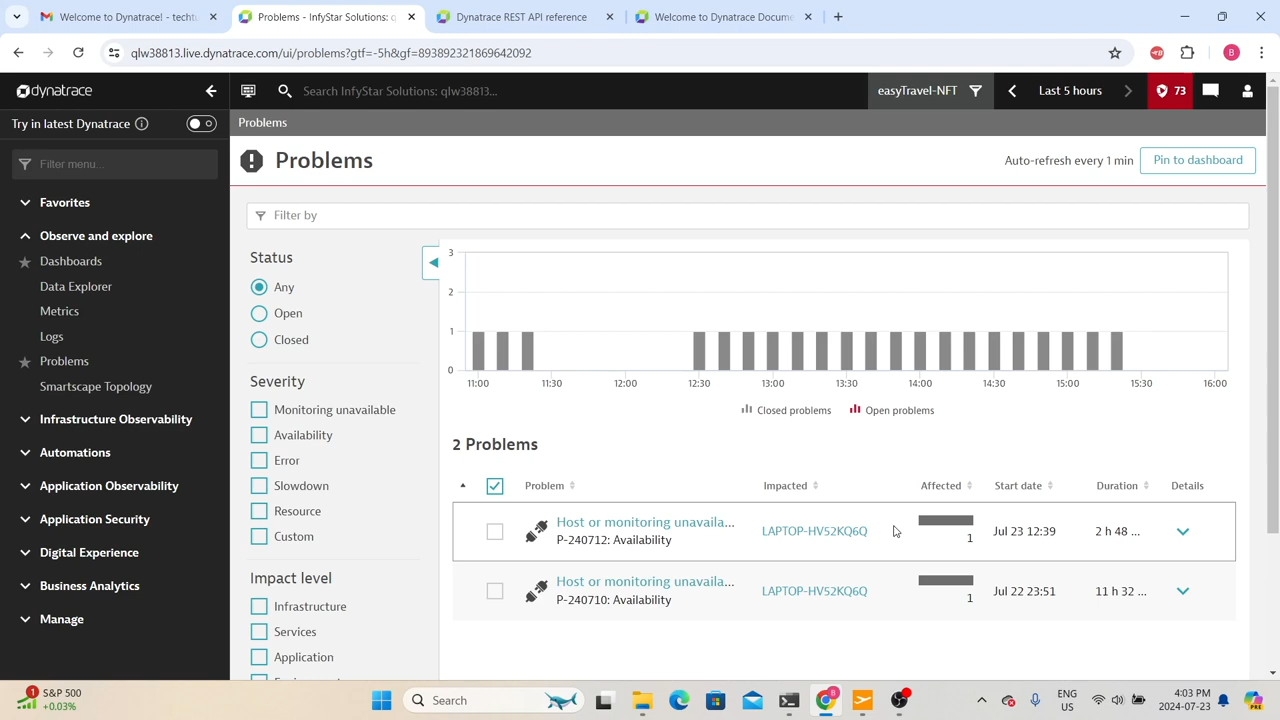 Welcome to Dynatrace! - techtu
Problems - InfyStar Solutions: q
Dynatrace REST API reference
Welcome to Dynatrace Docume
qlw38813.live.dynatrace.com/ui/problems?gtf=-5h&gf=893892321869642092
B
dynatrace
Search InfyStar Solutions: qlw38813...
easyTravel-NFT
Last 5 hours
73
Try in latest Dynatrace
Problems
Filter menu...
Problems
Auto-refresh every 1 min
Pin to dashboard
Favorites
Observe and explore
Dashboards
Data Explorer
Metrics
Logs
Problems
Smartscape Topology
Infrastructure Observability
Automations
Application Observability
Application Security
Digital Experience
Business Analytics
Manage
Filter by
Status
Any
Open
Closed
Severity
Monitoring unavailable
Availability
Error
Slowdown
Resource
Custom
Impact level
Infrastructure
Services
Application
3
2
1
0
11:00 11:30 12:00 12:30 13:00 13:30 14:00 14:30 15:00 15:30 16:00
Closed problems Open problems
2 Problems
Problem Impacted Affected Start date Duration Details
Host or monitoring unavaila...
P-240712: Availability
LAPTOP-HV52KQ6Q
1
Jul 23 12:39
2 h 48 ...
Host or monitoring unavaila...
P-240710: Availability
LAPTOP-HV52KQ6Q
1
Jul 22 23:51
11 h 32 ...
1
S&P 500
+0.03%
Search
B
ENG
US
4:03 PM
2024-07-23
PRE